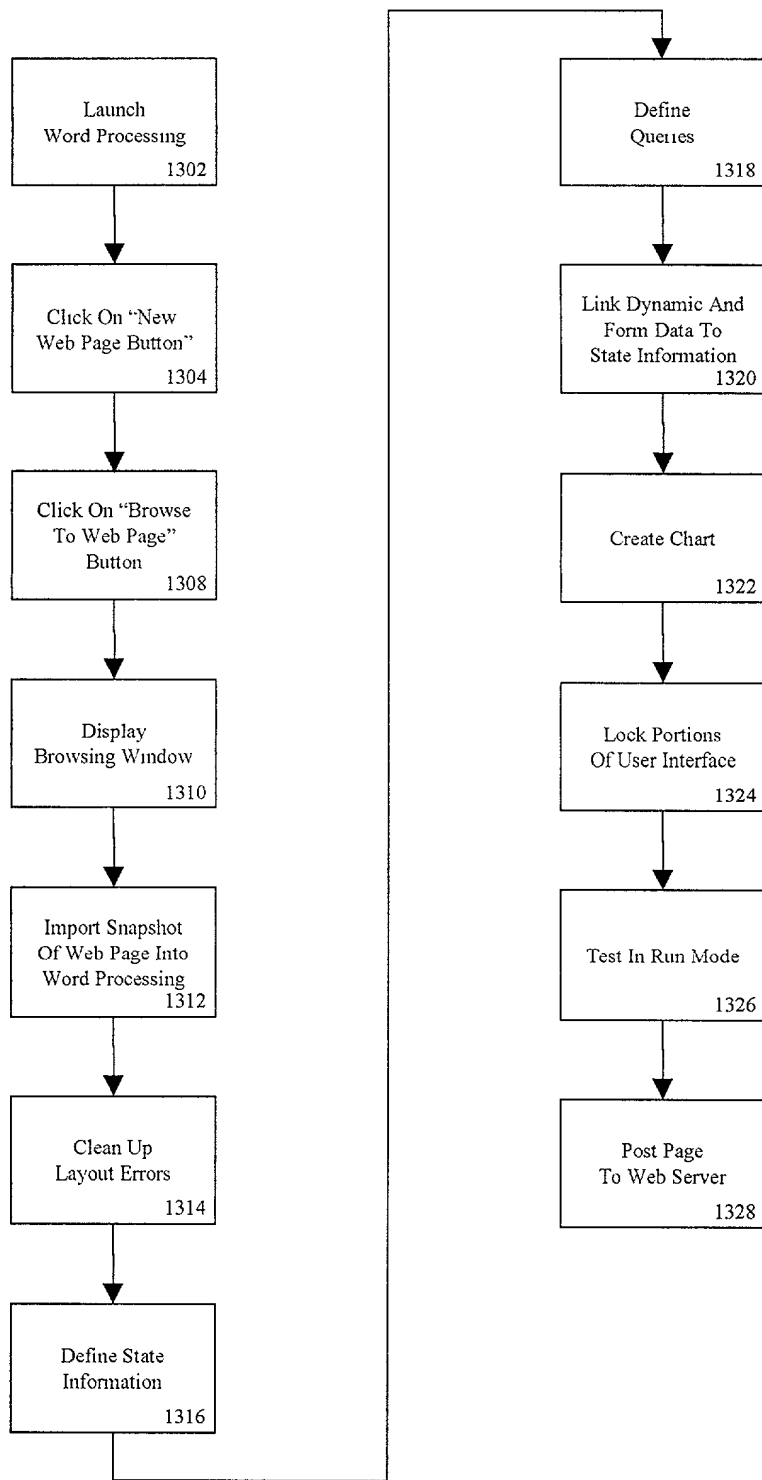 Launch
Word Processing
1302
Click On “New
Web Page Button”
1304
Click On “Browse
To Web Page”
Button
1308
Display
Browsing Window
1310
Import Snapshot
Of Web Page Into
Word Processing
1312
Clean Up
Layout Errors
1314
Define State
Information
1316
Define
Queries
1318
Link Dynamic And
Form Data To
State Information
1320
Create Chart
1322
Lock Portions
Of User Interface
1324
Test In Run Mode
1326
Post Page
To Web Server
1328